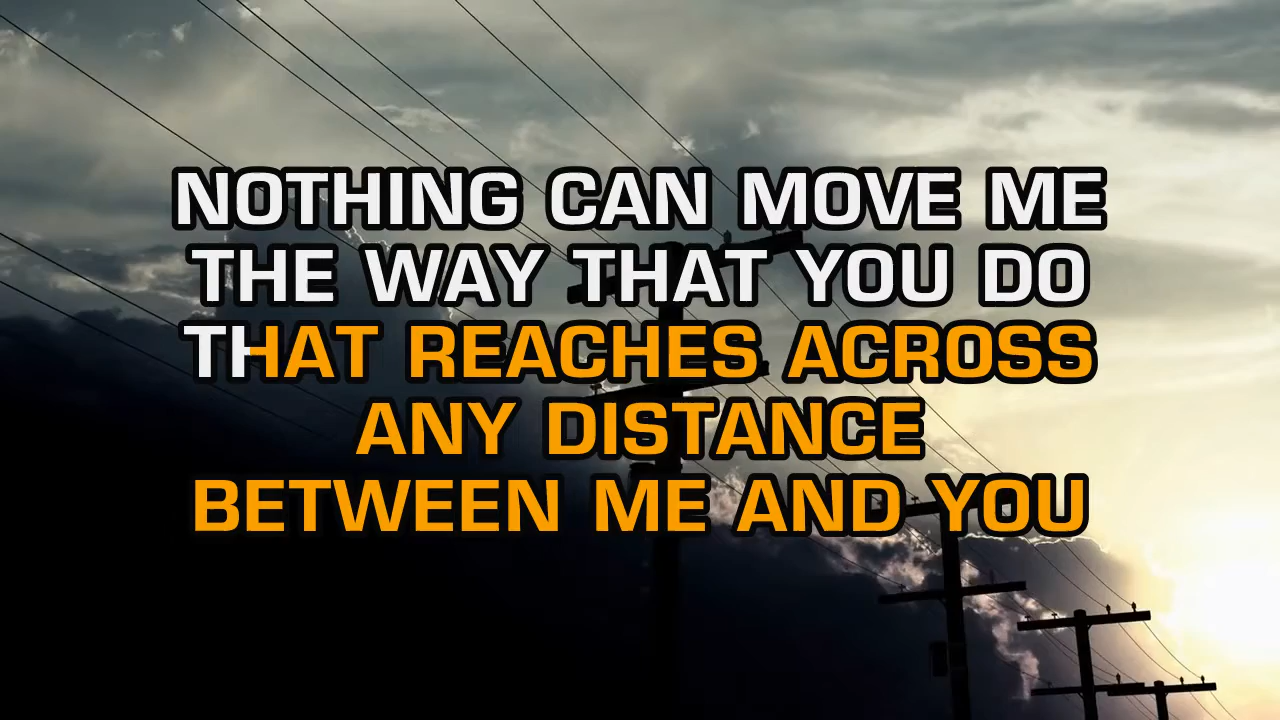 NOTHING CAN MOVE ME
THE WAY THAT YOU DO
THAT REACHES ACROSS
ANY DISTANCE
BETWEEN ME AND YOU